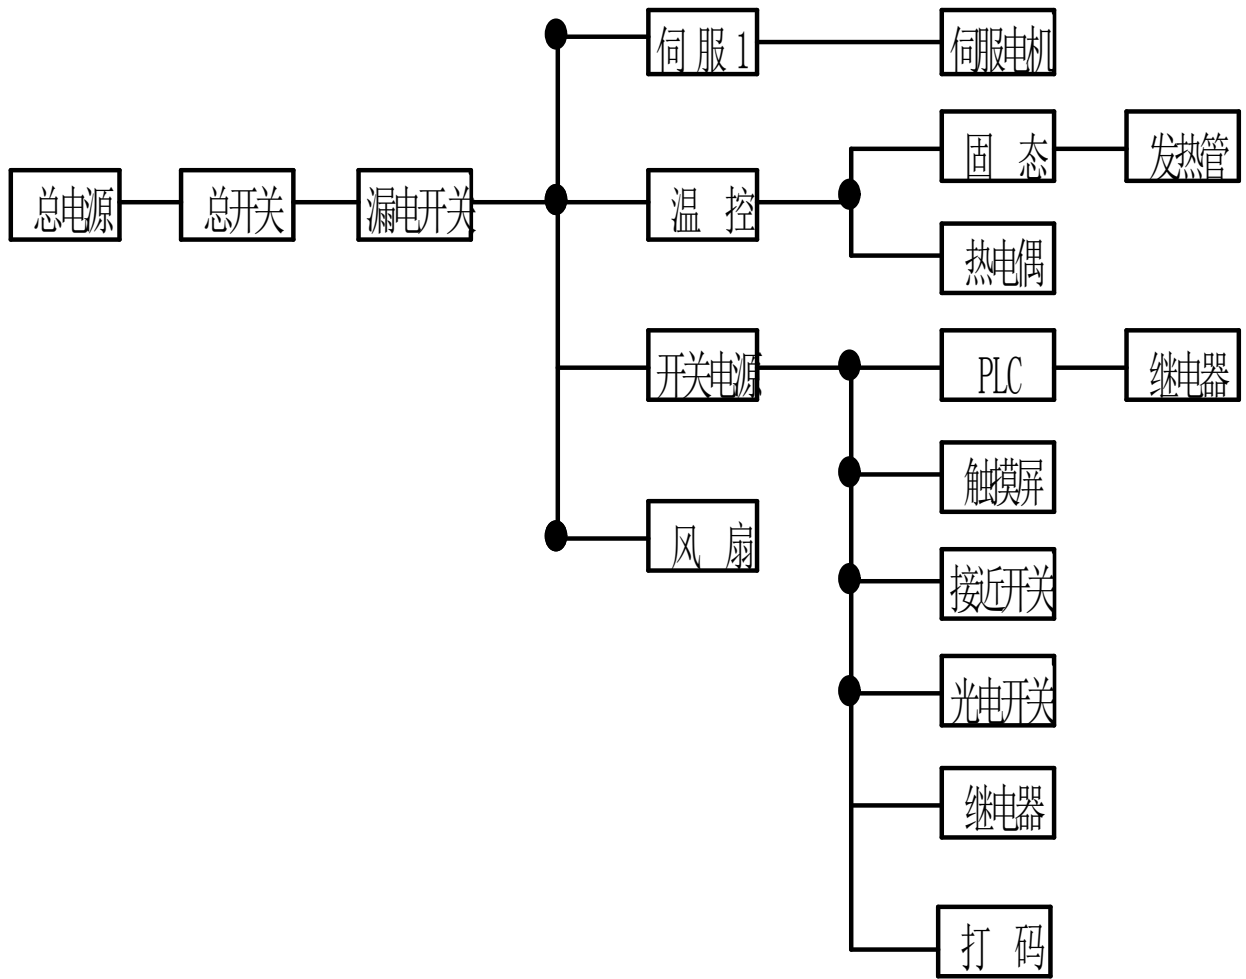 伺 服 1
伺服电机
固 态
发热管
总电源
总开关
漏电开关
温 控
热电偶
开关电源
PLC
继电器
触摸屏
风 扇
接近开关
光电开关
继电器
打 码